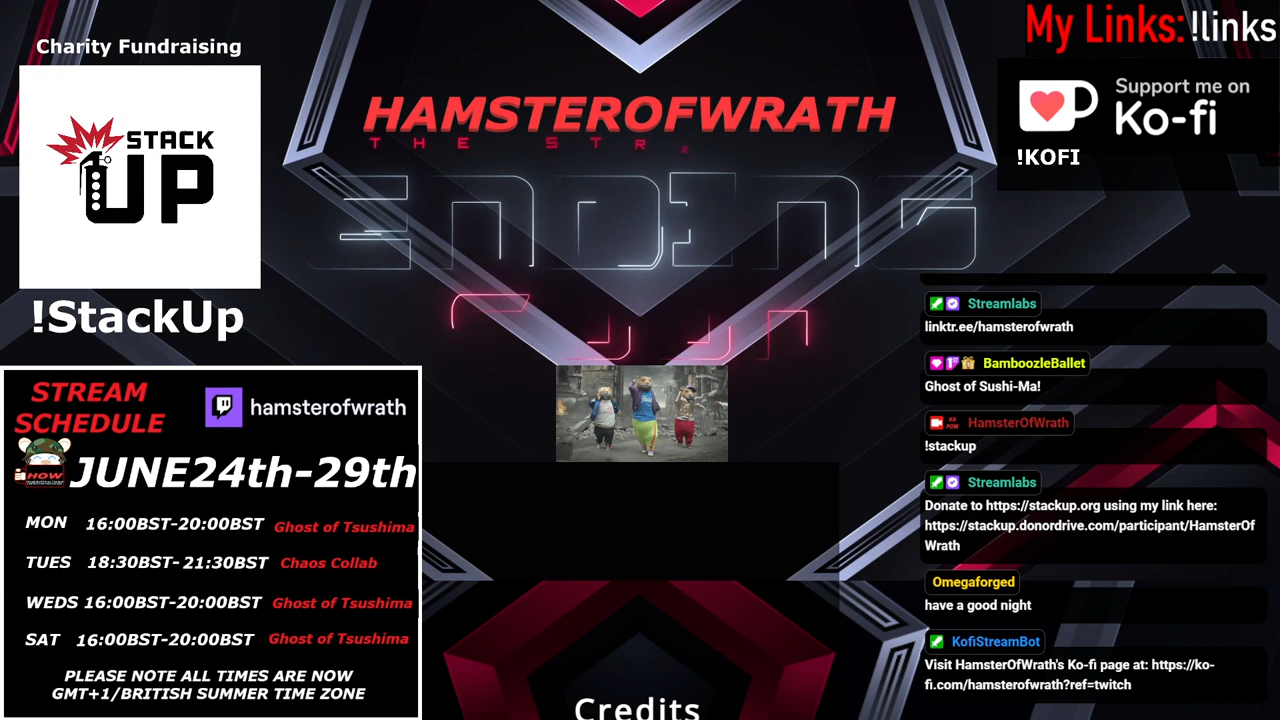 Charity Fundraising
STACK
UP
!StackUp
My Links: !links
Support me on
Ko-fi
!KOFI
HAMSTEROFWRATH
THE STRE
ENDING
STREAM
SCHEDULE
hamsterofwrath
HOW
JUNE24th-29th
MON 16:00BST-20:00BST Ghost of Tsushima
TUES 18:30BST-21:30BST Chaos Collab
WEDS 16:00BST-20:00BST Ghost of Tsushima
SAT 16:00BST-20:00BST Ghost of Tsushima
PLEASE NOTE ALL TIMES ARE NOW
GMT+1/BRITISH SUMMER TIME ZONE
Streamlabs
linktr.ee/hamsterofwrath
BamboozleBallet
Ghost of Sushi-Ma!
HamsterOfWrath
!stackup
Streamlabs
Donate to https://stackup.org using my link here:
https://stackup.donordrive.com/participant/HamsterOf
Wrath
Omegaforged
have a good night
KofiStreamBot
Visit HamsterOfWrath's Ko-fi page at: https://ko-
fi.com/hamsterofwrath?ref=twitch
Credits